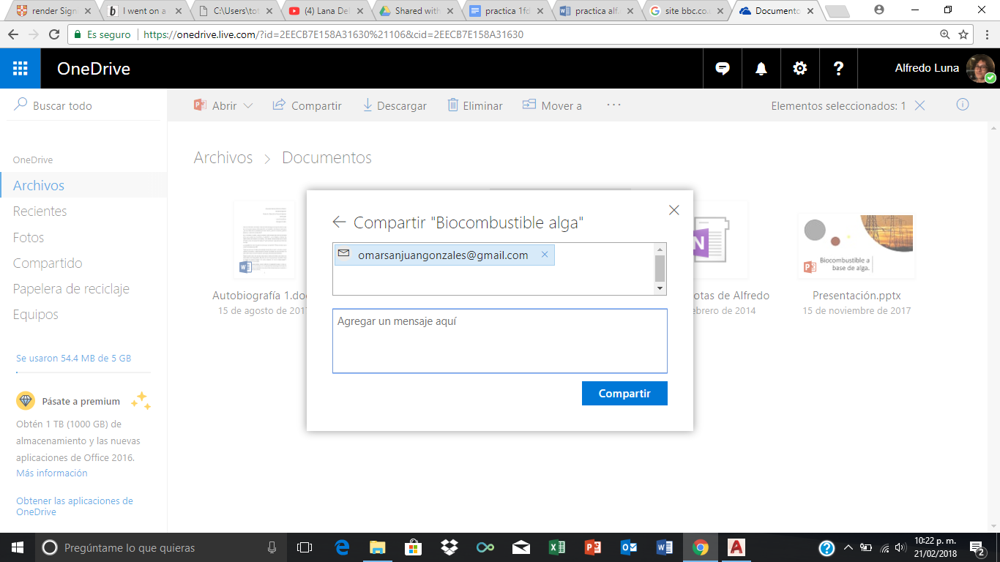 render Sign
I went on a
C:\Users\tot
(4) Lana Del
Shared with
practica 1fc
practica alf
site bbc.co.u
Documento
Es seguro
https://onedrive.live.com/?id=2EECB7E158A31630%21106&cid=2EECB7E158A31630
OneDrive
Alfredo Luna
Buscar todo
Abrir
Compartir
Descargar
Eliminar
Mover a
Elementos seleccionados: 1
OneDrive
Archivos
Recientes
Fotos
Compartido
Papelera de reciclaje
Equipos
Se usaron 54.4 MB de 5 GB
Pásate a premium
Obtén 1 TB (1000 GB) de
almacenamiento y las nuevas
aplicaciones de Office 2016.
Más información
Obtener las aplicaciones de
OneDrive
Archivos > Documentos
Autobiografía 1.doc
15 de agosto de 2017
Compartir "Biocombustible alga"
omarsanjuangonzales@gmail.com
Agregar un mensaje aquí
Compartir
otas de Alfredo
ebrero de 2014
Biocombustible a
base de alga.
Presentación.pptx
15 de noviembre de 2017
Pregúntame lo que quieras
10:22 p. m.
21/02/2018
2